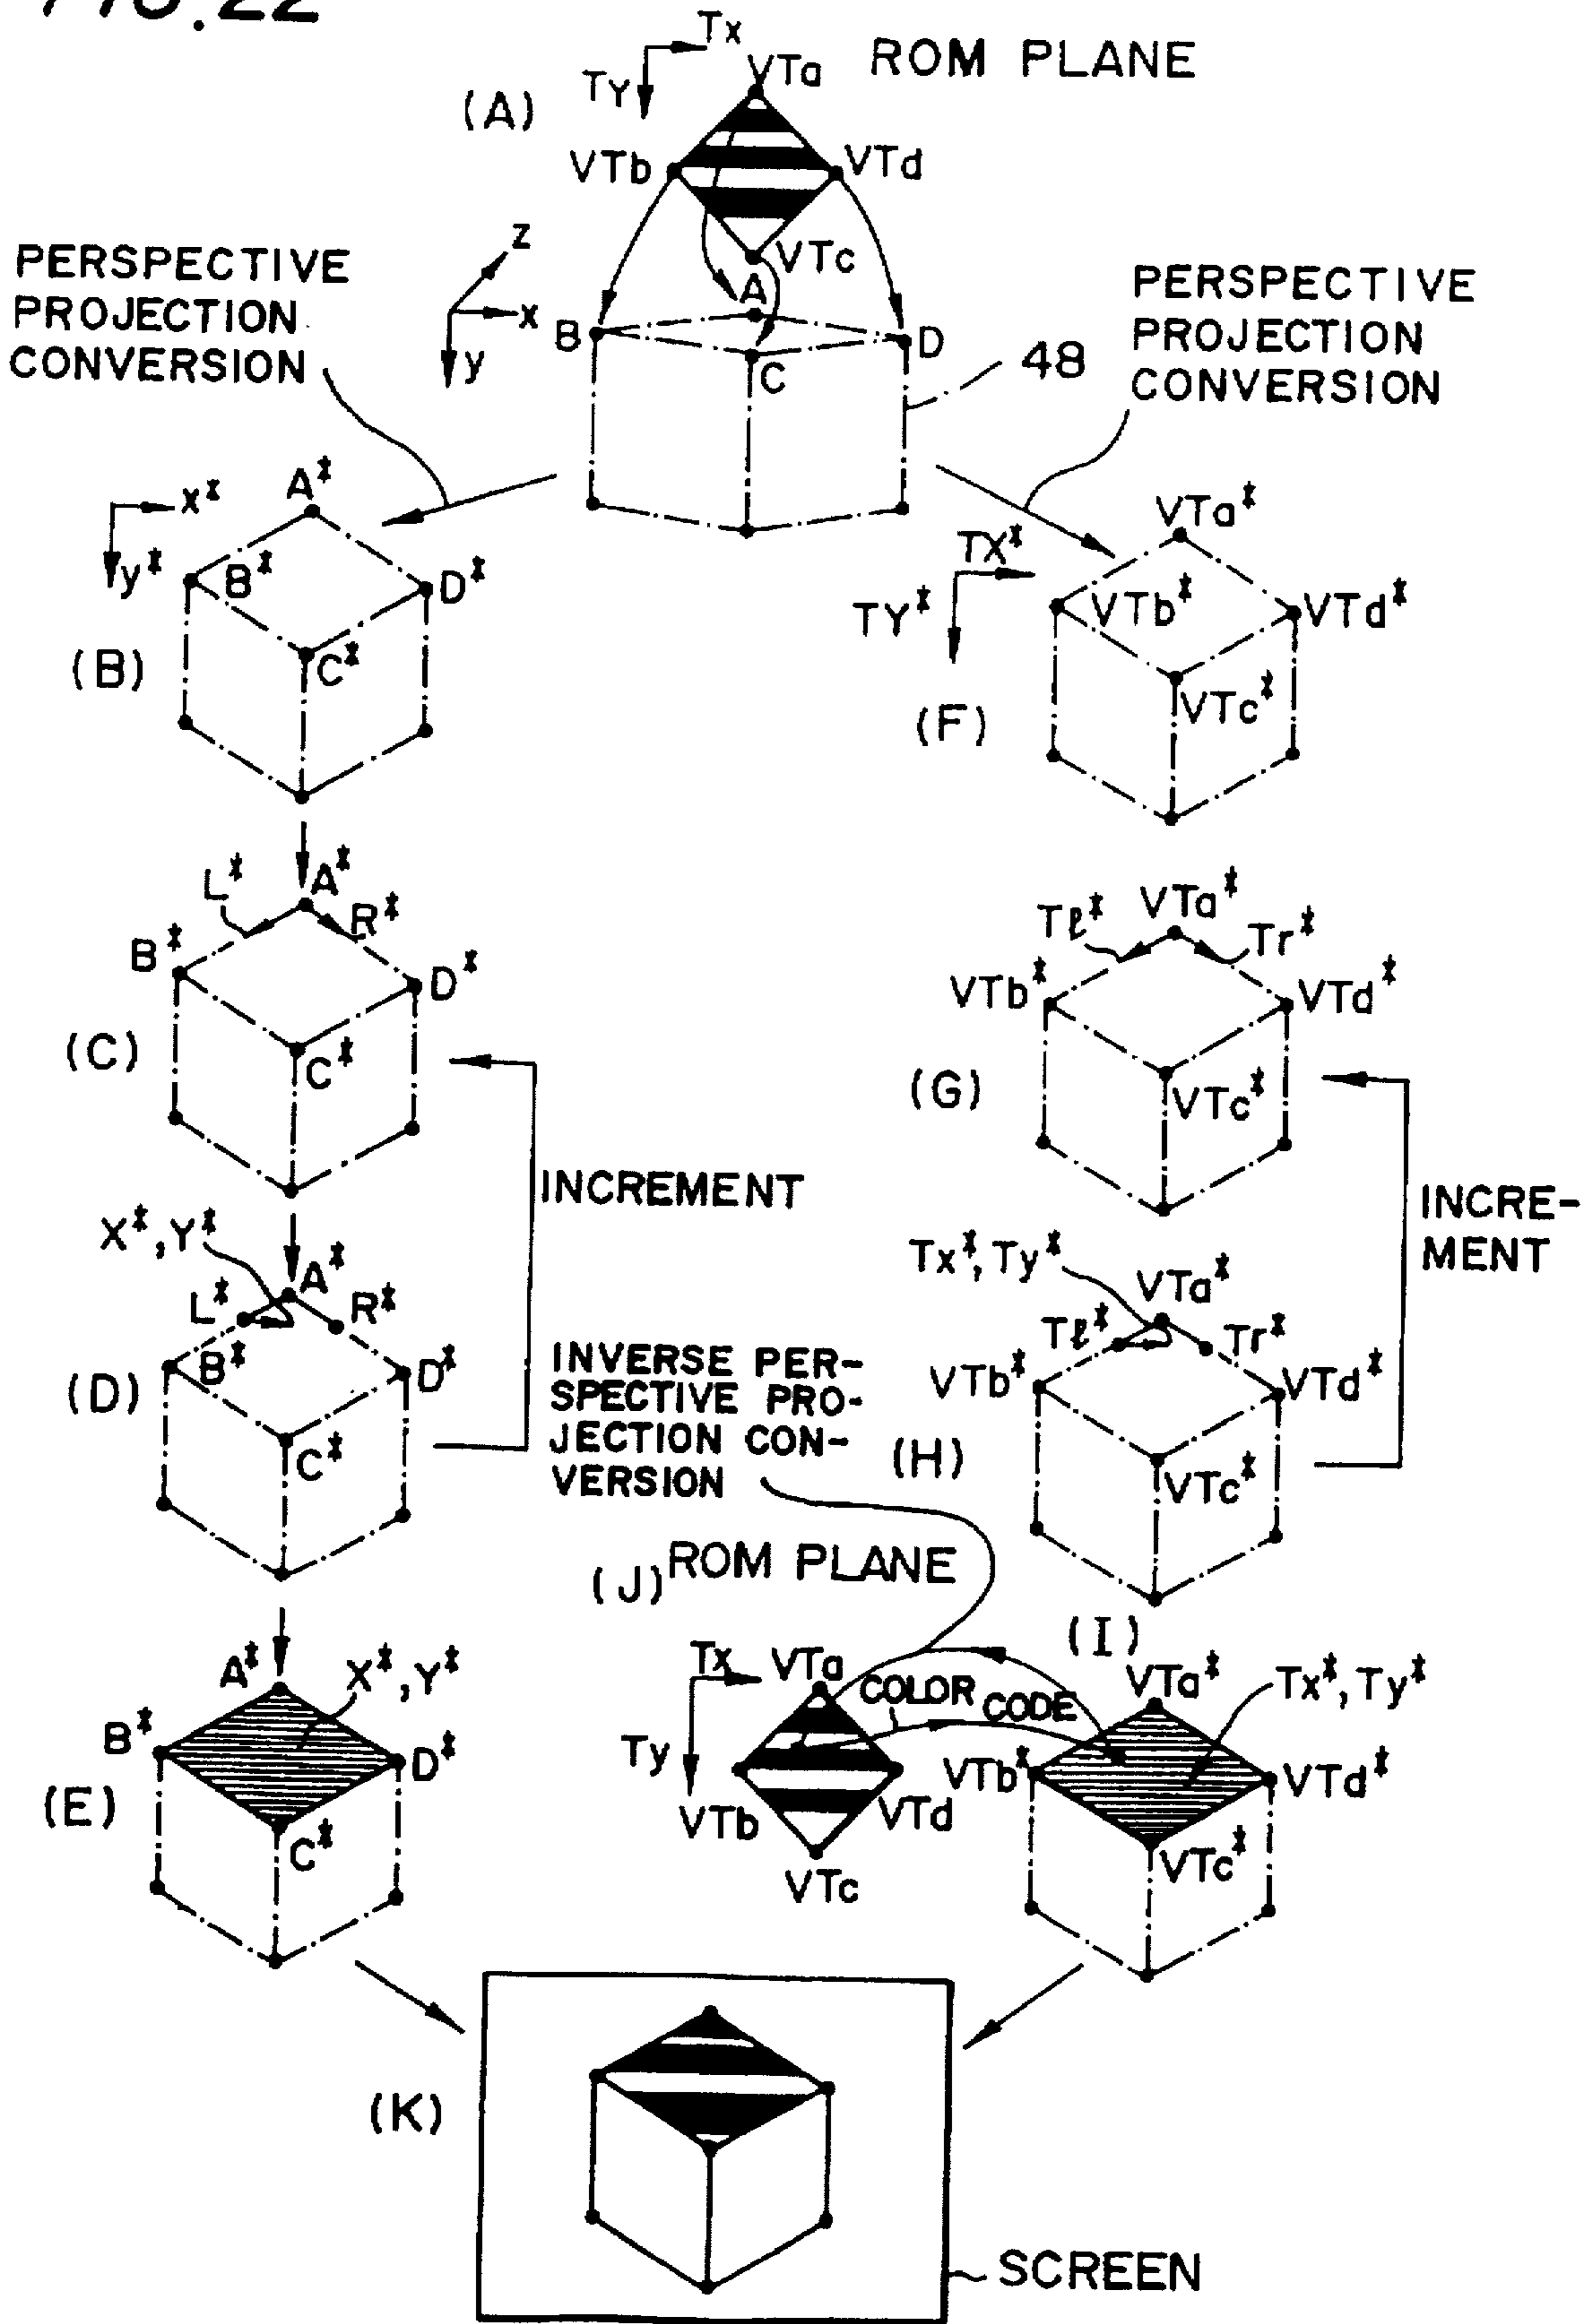 FIG. 22
Tx
TY
VTa
ROM PLANE
(A)
VTb
VTd
VTc
z
x
y
PERSPECTIVE
PROJECTION
CONVERSION
A
B
D
C
48
PERSPECTIVE
PROJECTION
CONVERSION
x*
y*
A*
B*
D*
C*
(B)
TX*
TY*
VTa*
VTb*
VTd*
VTc*
(F)
L*
A*
R*
B*
D*
C*
(C)
Tℓ*
VTa*
Tr*
VTb*
VTd*
VTc*
(G)
INCREMENT
INCRE-
MENT
X*, Y*
A*
L*
R*
B*
D*
C*
(D)
Tx*, Ty*
VTa*
Tℓ*
Tr*
VTb*
VTd*
VTc*
(H)
INVERSE PER-
SPECTIVE PRO-
JECTION CON-
VERSION
(J) ROM PLANE
Tx
Ty
VTa
VTb
VTd
VTc
COLOR CODE
(I)
VTa*
Tx*, Ty*
VTb*
VTd*
VTc*
A*
X*, Y*
B*
D*
C*
(E)
(K)
SCREEN